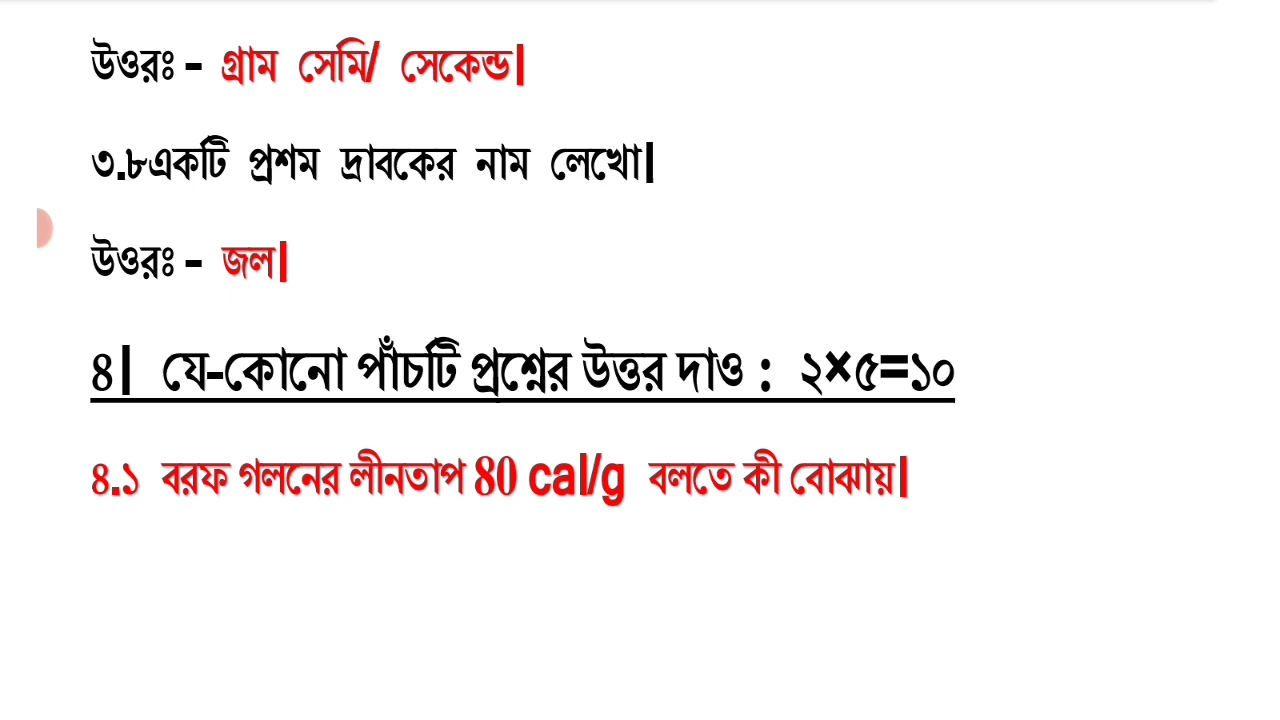 উওরঃ - গ্রাম সেমি/ সেকেন্ড।
৩.৮একটি প্রশম দ্রাবকের নাম লেখো।
উওরঃ - জল।
৪। যে-কোনো পাঁচটি প্রশ্নের উত্তর দাও : ২×৫=১০
৪.১ বরফ গলনের লীনতাপ 80 cal/g বলতে কী বোঝায়।